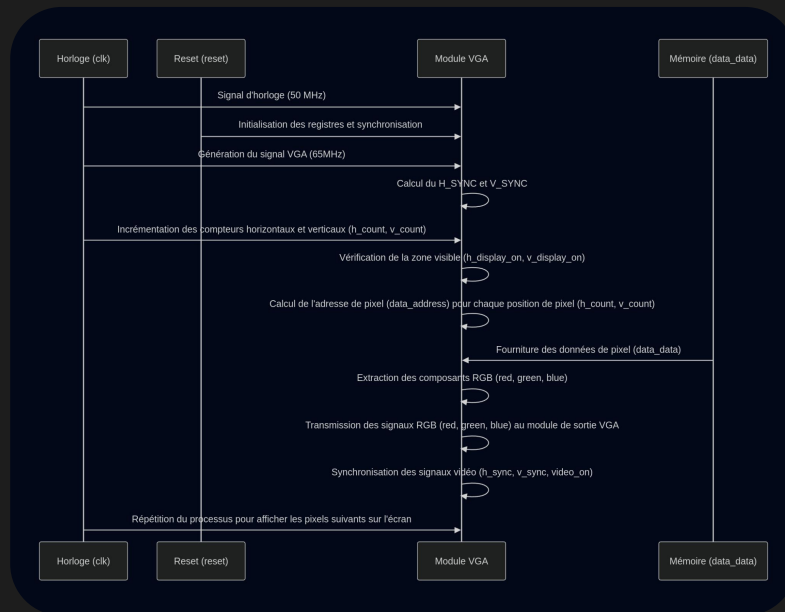 Horloge (clk)
Reset (reset)
Module VGA
Mémoire (data_data)
Signal d'horloge (50 MHz)
Initialisation des registres et synchronisation
Génération du signal VGA (65MHz)
Calcul du H_SYNC et V_SYNC
Incrémentation des compteurs horizontaux et verticaux (h_count, v_count)
Vérification de la zone visible (h_display_on, v_display_on)
Calcul de l'adresse de pixel (data_address) pour chaque position de pixel (h_count, v_count)
Fourniture des données de pixel (data_data)
Extraction des composants RGB (red, green, blue)
Transmission des signaux RGB (red, green, blue) au module de sortie VGA
Synchronisation des signaux vidéo (h_sync, v_sync, video_on)
Répétition du processus pour afficher les pixels suivants sur l'écran
Horloge (clk)
Reset (reset)
Module VGA
Mémoire (data_data)